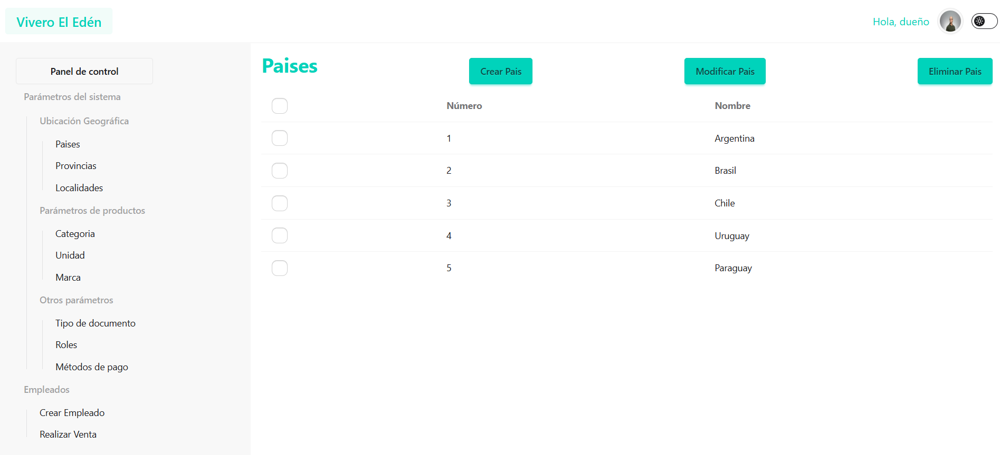 Vivero El Edén
Hola, dueño
Panel de control
Parámetros del sistema
Ubicación Geográfica
Paises
Provincias
Localidades
Parámetros de productos
Categoria
Unidad
Marca
Otros parámetros
Tipo de documento
Roles
Métodos de pago
Empleados
Crear Empleado
Realizar Venta
Paises
Crear Pais
Modificar Pais
Eliminar Pais
Número Nombre
1 Argentina
2 Brasil
3 Chile
4 Uruguay
5 Paraguay